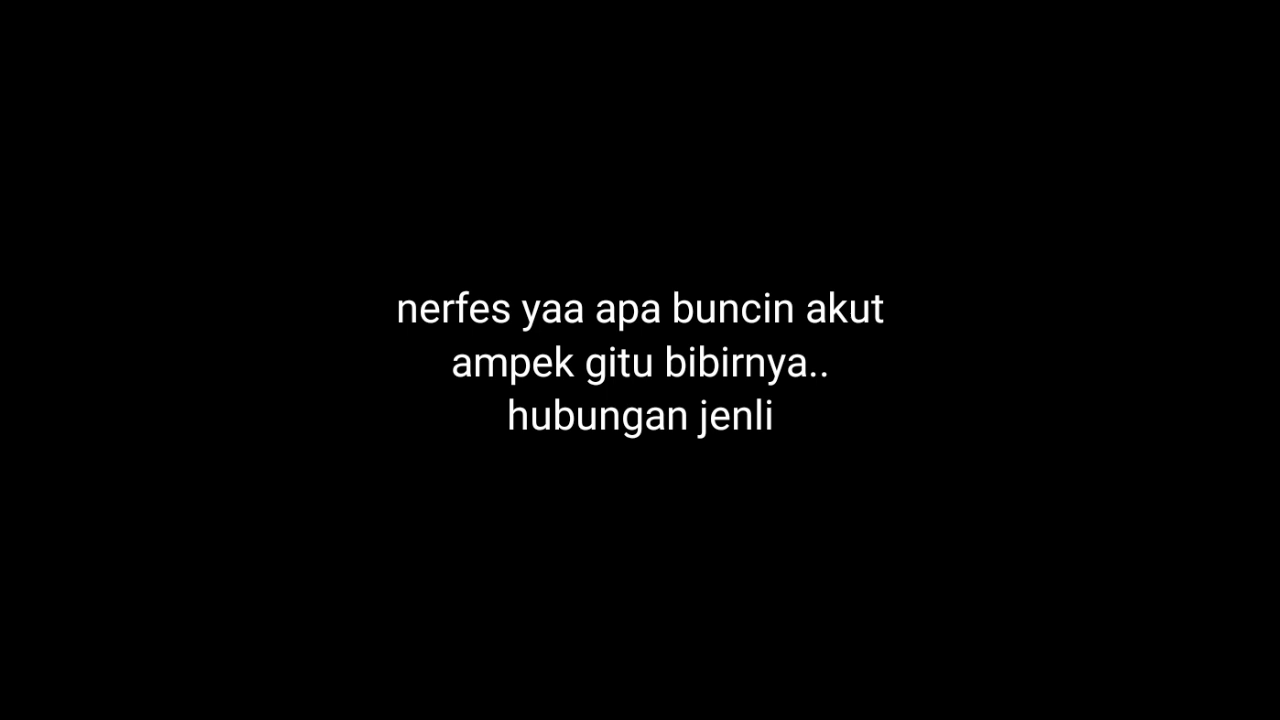 nerfes yaa apa buncin akut
ampek gitu bibirnya..
hubungan jenli